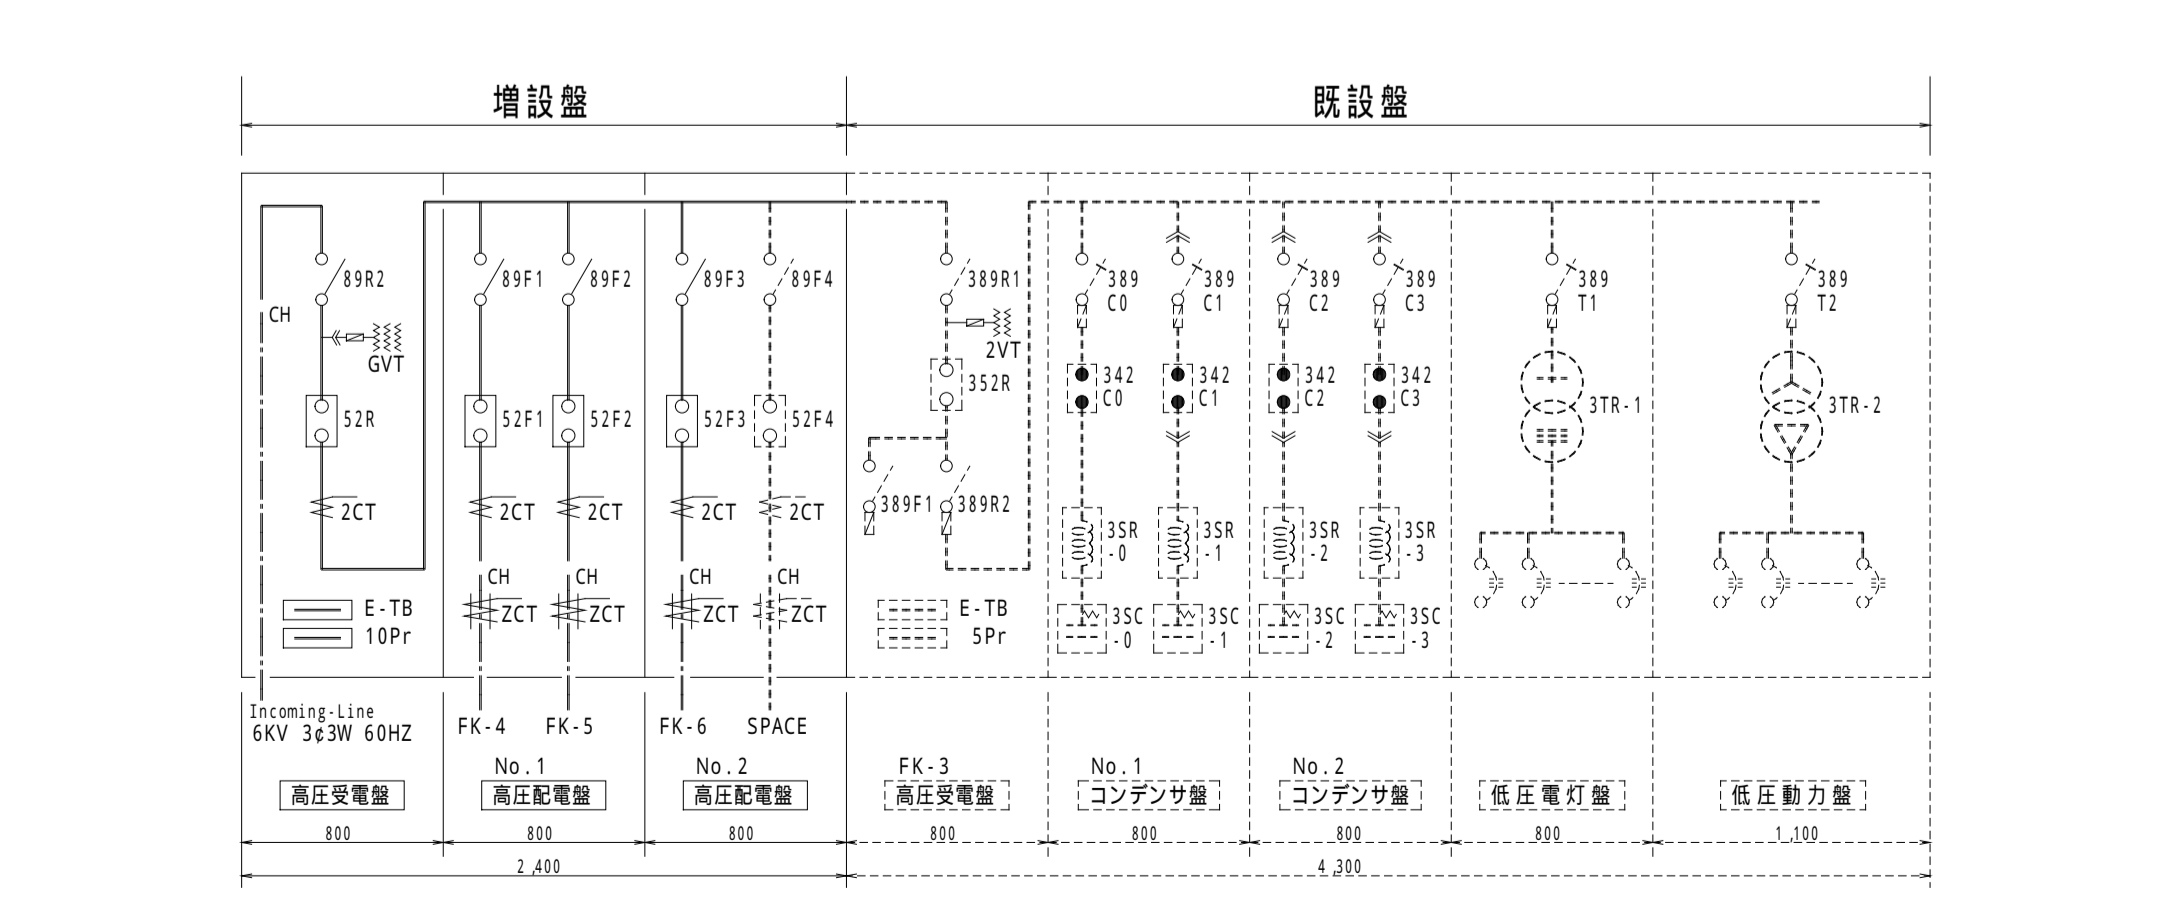 増設盤
既設盤
89R2
89F1
89F2
89F3
89F4
389R1
389
C0
389
C1
389
C2
389
C3
389
T1
389
T2
CH
GVT
2VT
52R
52F1
52F2
52F3
52F4
352R
342
C0
342
C1
342
C2
342
C3
3TR-1
3TR-2
2CT
2CT
2CT
2CT
2CT
389F1
389R2
3SR
-0
3SR
-1
3SR
-2
3SR
-3
CH
CH
CH
CH
ZCT
ZCT
ZCT
ZCT
E-TB
10Pr
E-TB
5Pr
3SC
-0
3SC
-1
3SC
-2
3SC
-3
Incoming-Line
6KV 3¢3W 60HZ
FK-4
FK-5
FK-6
SPACE
高圧受電盤
No.1
高圧配電盤
No.2
高圧配電盤
FK-3
高圧受電盤
No.1
コンデンサ盤
No.2
コンデンサ盤
低圧電灯盤
低圧動力盤
800
800
800
800
800
800
800
1,100
2,400
4,300